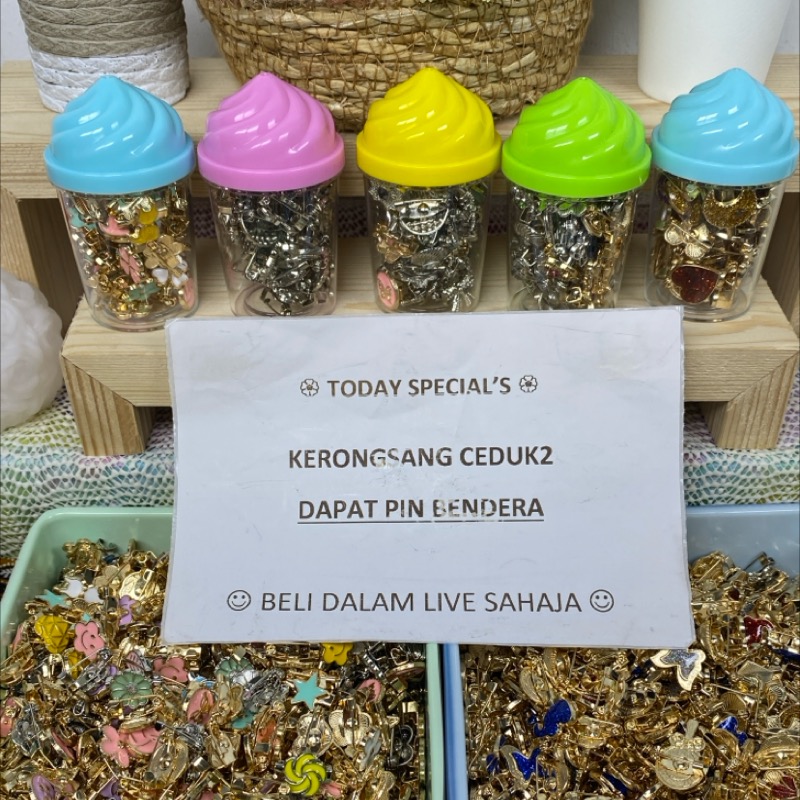 TODAY SPECIAL'S
KERONGSANG CEDUK2
DAPAT PIN BENDERA
☺ BELI DALAM LIVE SAHAJA ☺